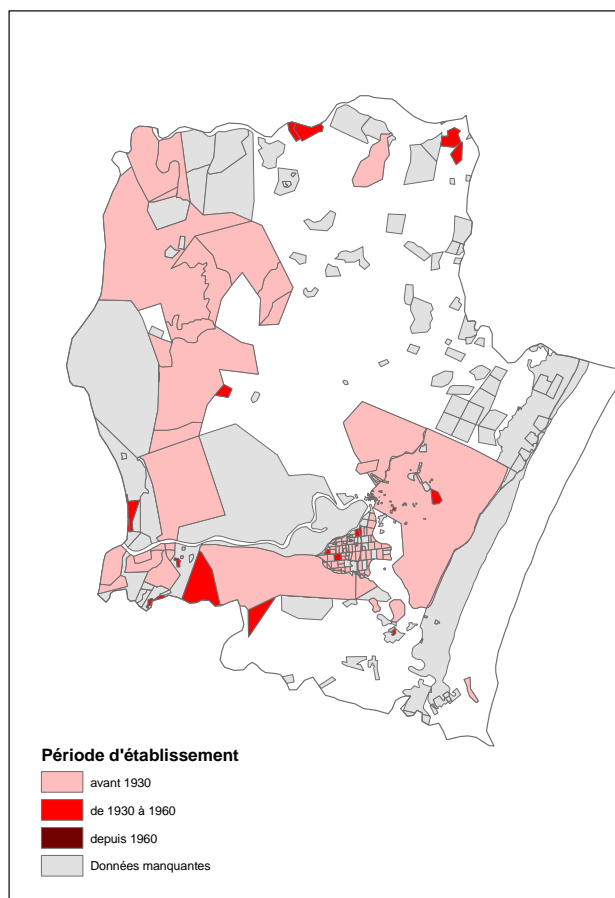 Période d'établissement
avant 1930
de 1930 à 1960
depuis 1960
Données manquantes